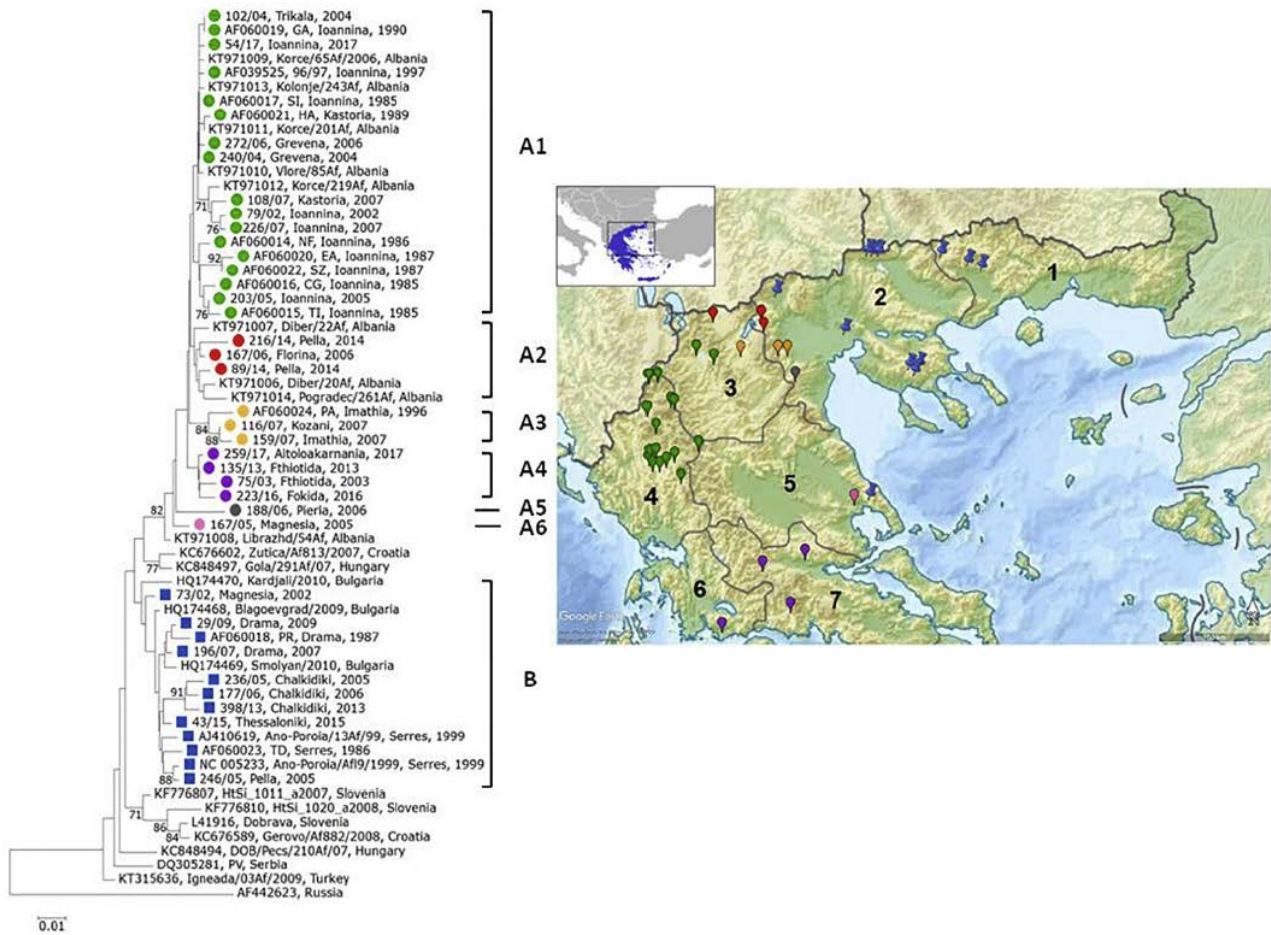 102/04, Trikala, 2004
AF060019, GA, Ioannina, 1990
54/17, Ioannina, 2017
KT971009, Korce/65Af/2006, Albania
AF039525, 96/97, Ioannina, 1997
KT971013, Kolonje/243Af, Albania
AF060017, SI, Ioannina, 1985
AF060021, HA, Kastoria, 1989
KT971011, Korce/201Af, Albania
272/06, Grevena, 2006
240/04, Grevena, 2004
KT971010, Vlore/85Af, Albania
KT971012, Korce/219Af, Albania
108/07, Kastoria, 2007
71
79/02, Ioannina, 2002
226/07, Ioannina, 2007
76
AF060014, NF, Ioannina, 1986
AF060020, EA, Ioannina, 1987
92
AF060022, SZ, Ioannina, 1987
AF060016, CG, Ioannina, 1985
203/05, Ioannina, 2005
AF060015, TI, Ioannina, 1985
76
A1
KT971007, Diber/22Af, Albania
216/14, Pella, 2014
167/06, Florina, 2006
89/14, Pella, 2014
KT971006, Diber/20Af, Albania
KT971014, Pogradec/261Af, Albania
A2
AF060024, PA, Imathia, 1996
116/07, Kozani, 2007
84
159/07, Imathia, 2007
88
A3
259/17, Aitoloakarnania, 2017
135/13, Fthiotida, 2013
75/03, Fthiotida, 2003
223/16, Fokida, 2016
A4
188/06, Pieria, 2006
A5
82
167/05, Magnesia, 2005
A6
KT971008, Librazhd/54Af, Albania
KC676602, Zutica/Af813/2007, Croatia
KC848497, Gola/291Af/07, Hungary
77
HQ174470, Kardjali/2010, Bulgaria
73/02, Magnesia, 2002
HQ174468, Blagoevgrad/2009, Bulgaria
29/09, Drama, 2009
AF060018, PR, Drama, 1987
196/07, Drama, 2007
HQ174469, Smolyan/2010, Bulgaria
236/05, Chalkidiki, 2005
91
177/06, Chalkidiki, 2006
398/13, Chalkidiki, 2013
43/15, Thessaloniki, 2015
AJ410619, Ano-Poroia/13Af/99, Serres, 1999
AF060023, TD, Serres, 1986
NC 005233, Ano-Poroia/Afl9/1999, Serres, 1999
246/05, Pella, 2005
88
B
KF776807, HtSi_1011_a2007, Slovenia
71
KF776810, HtSi_1020_a2008, Slovenia
86
L41916, Dobrava, Slovenia
84
KC676589, Gerovo/Af882/2008, Croatia
KC848494, DOB/Pecs/210Af/07, Hungary
DQ305281, PV, Serbia
KT315636, Igneada/03Af/2009, Turkey
AF442623, Russia
0.01
1
2
3
4
5
6
7
Google Earth